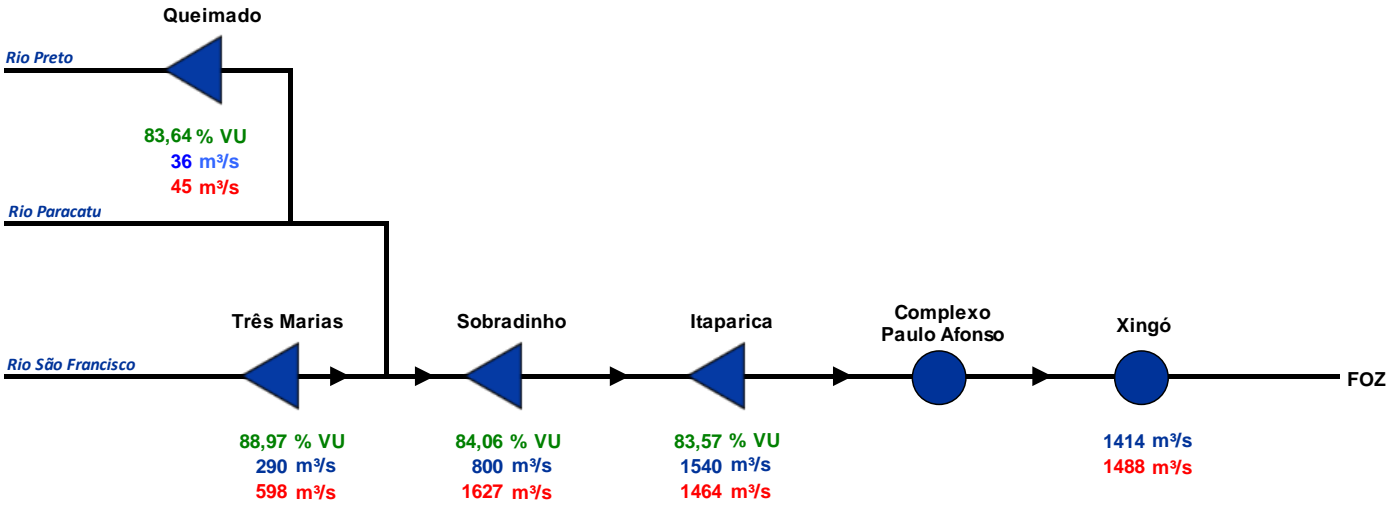 Queimado
Rio Preto
83,64 % VU
36 m³/s
45 m³/s
Rio Paracatu
Três Marias
Sobradinho
Itaparica
Complexo
Paulo Afonso
Xingó
Rio São Francisco
FOZ
88,97 % VU
290 m³/s
598 m³/s
84,06 % VU
800 m³/s
1627 m³/s
83,57 % VU
1540 m³/s
1464 m³/s
1414 m³/s
1488 m³/s